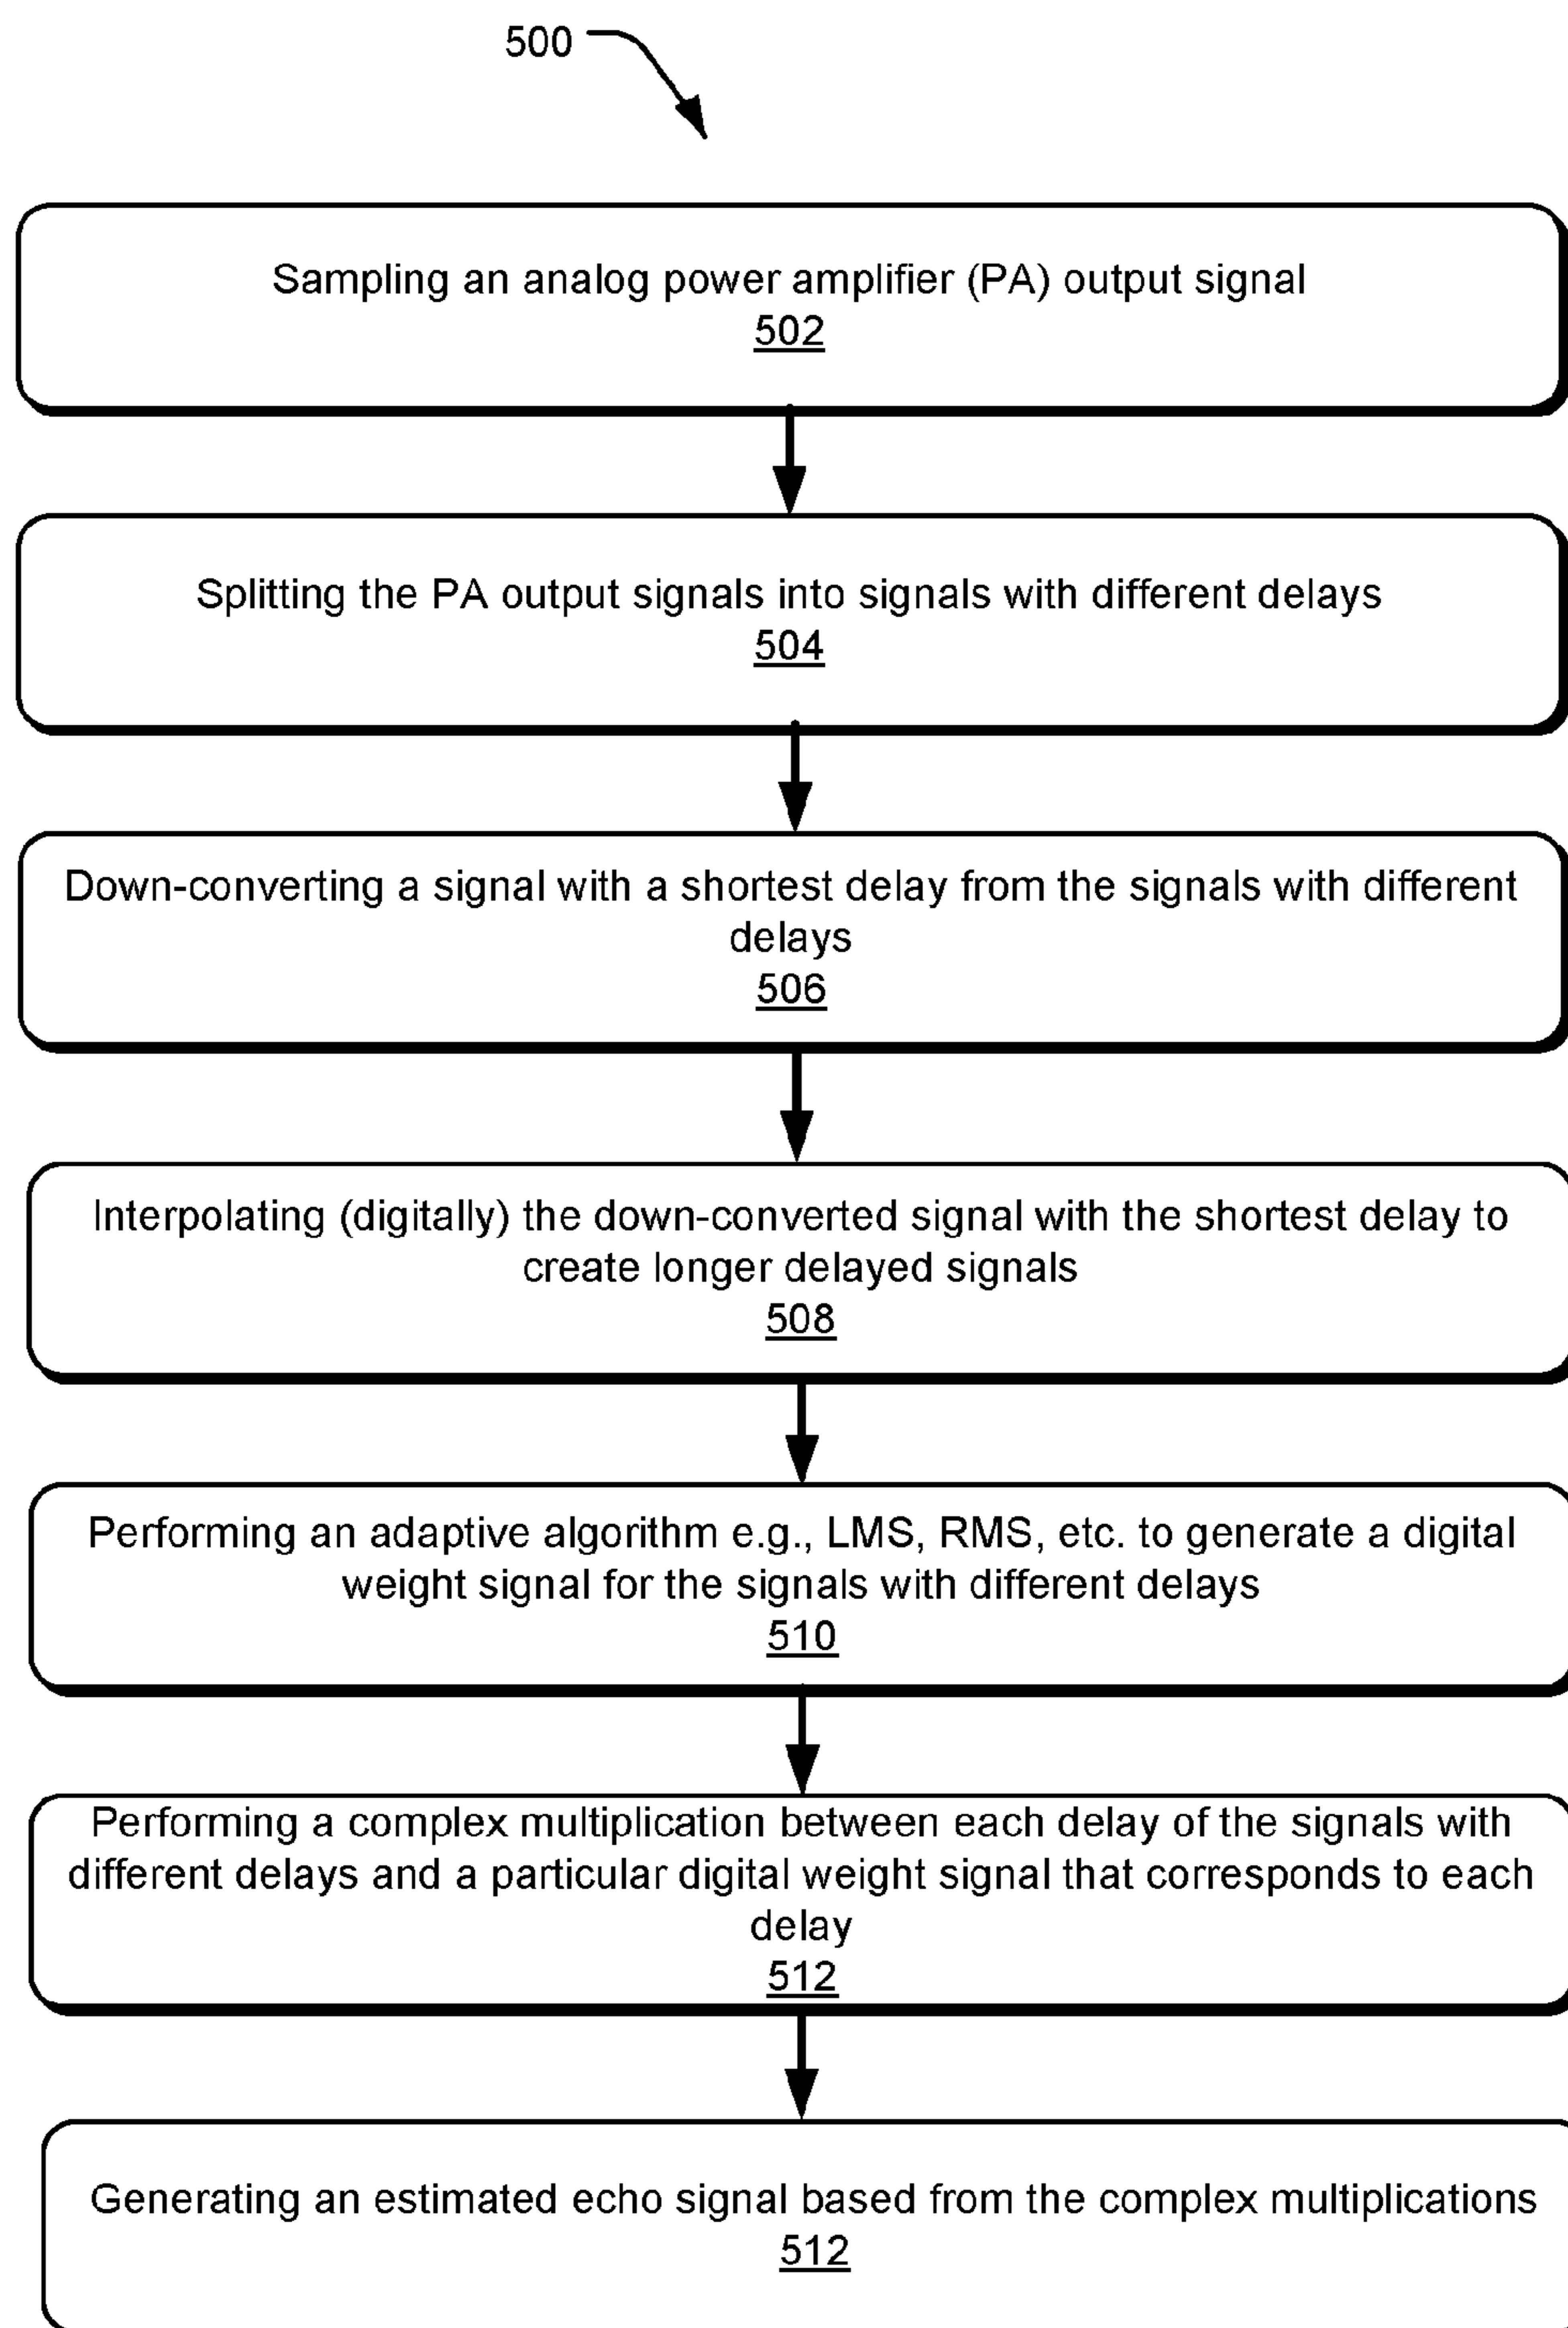 500
Sampling an analog power amplifier (PA) output signal
502
Splitting the PA output signals into signals with different delays
504
Down-converting a signal with a shortest delay from the signals with different
delays
506
Interpolating (digitally) the down-converted signal with the shortest delay to
create longer delayed signals
508
Performing an adaptive algorithm e.g., LMS, RMS, etc. to generate a digital
weight signal for the signals with different delays
510
Performing a complex multiplication between each delay of the signals with
different delays and a particular digital weight signal that corresponds to each
delay
512
Generating an estimated echo signal based from the complex multiplications
512